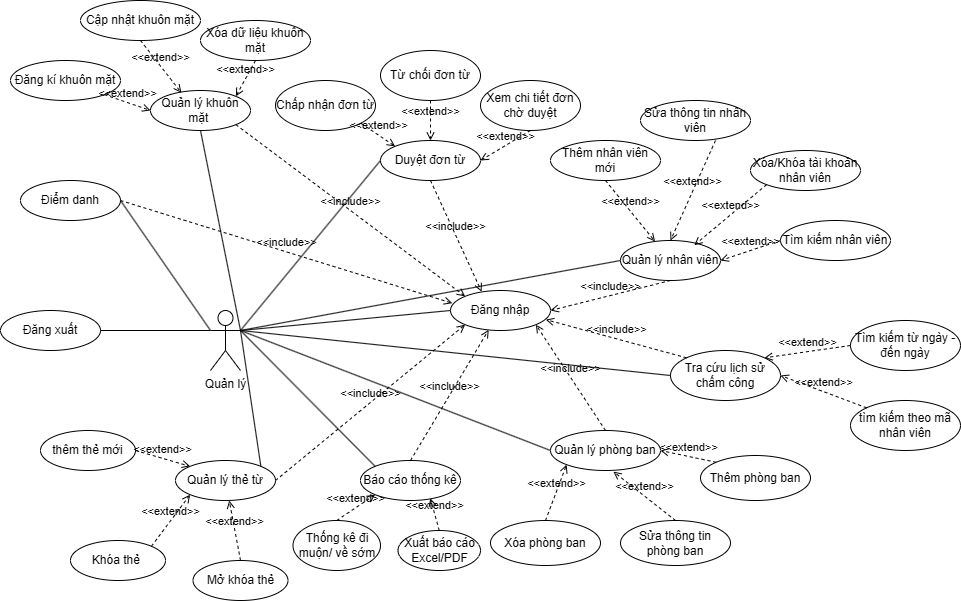 Cập nhật khuôn mặt
Xóa dữ liệu khuôn
mặt
<<extend>>
<<extend>>
Đăng kí khuôn mặt
<<extend>>
Quản lý khuôn
mặt
Từ chối đơn từ
Chấp nhận đơn từ
<<extend>>
<<extend>>
Xem chi tiết đơn
chờ duyệt
<<extend>>
Duyệt đơn từ
Sửa thông tin nhân
viên
Thêm nhân viên
mới
Xóa/Khóa tài khoản
nhân viên
<<extend>>
<<extend>>
<<extend>>
Tìm kiếm nhân viên
<<extend>>
Quản lý nhân viên
Điểm danh
<<include>>
<<include>>
<<include>>
<<include>>
Đăng nhập
Đăng xuất
Quản lý
<<include>>
Tra cứu lịch sử
chấm công
<<extend>>
Tìm kiếm từ ngày -
đến ngày
<<extend>>
tìm kiếm theo mã
nhân viên
<<include>>
<<include>>
<<include>>
thêm thẻ mới
<<extend>>
Quản lý thẻ từ
<<extend>>
<<extend>>
Khóa thẻ
Mở khóa thẻ
Báo cáo thống kê
<<extend>>
<<extend>>
Thống kê đi
muộn/ về sớm
Xuất báo cáo
Excel/PDF
Quản lý phòng ban
<<extend>>
Thêm phòng ban
<<extend>>
<<extend>>
Xóa phòng ban
Sửa thông tin
phòng ban